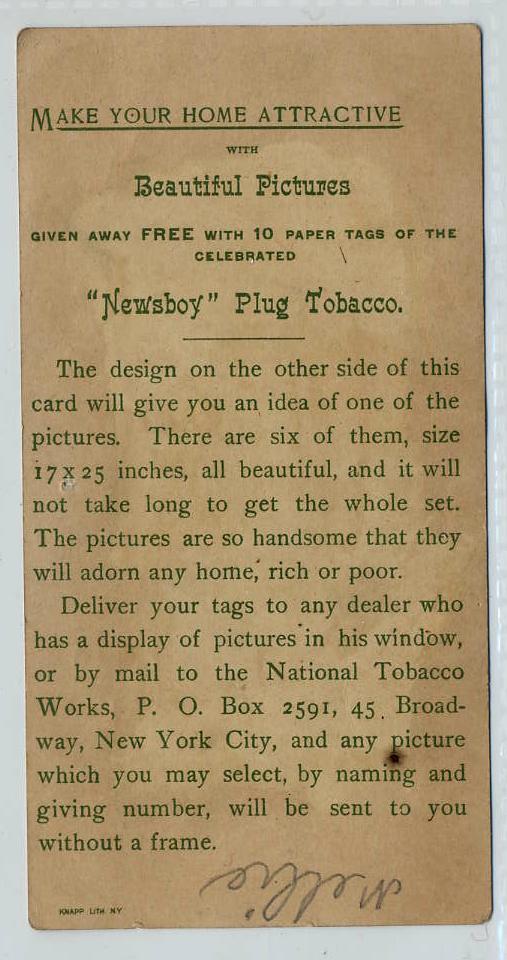 MAKE YOUR HOME ATTRACTIVE
WITH
Beautiful Pictures
GIVEN AWAY FREE WITH 10 PAPER TAGS OF THE
CELEBRATED
"Newsboy" Plug Tobacco.
The design on the other side of this
card will give you an idea of one of the
pictures. There are six of them, size
17 X 25 inches, all beautiful, and it will
not take long to get the whole set.
The pictures are so handsome that they
will adorn any home, rich or poor.
Deliver your tags to any dealer who
has a display of pictures in his window,
or by mail to the National Tobacco
Works, P. O. Box 2591, 45 Broad-
way, New York City, and any picture
which you may select, by naming and
giving number, will be sent to you
without a frame.
Nellie
KNAPP LITH. NY